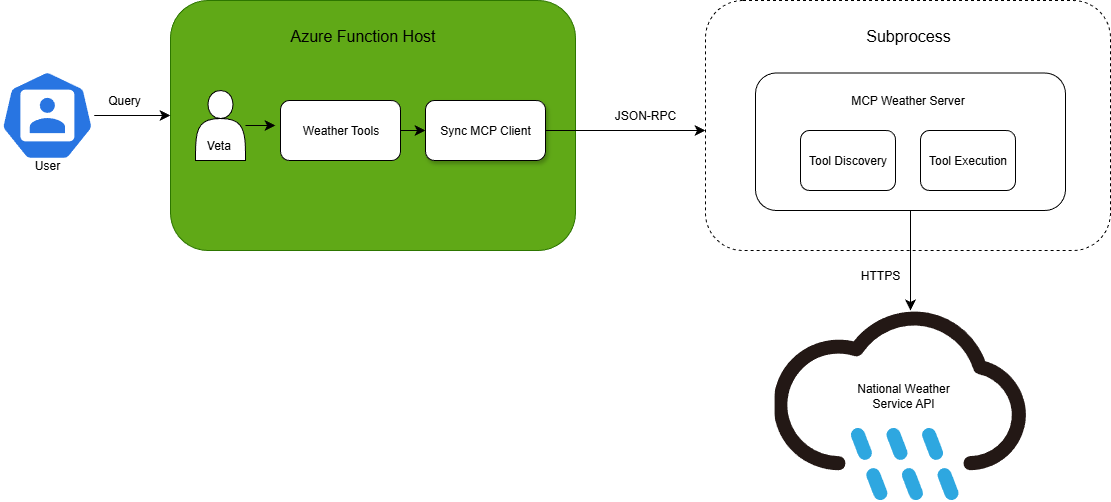 Azure Function Host
Subprocess
User
Query
Veta
Weather Tools
Sync MCP Client
JSON-RPC
MCP Weather Server
Tool Discovery
Tool Execution
HTTPS
National Weather
Service API